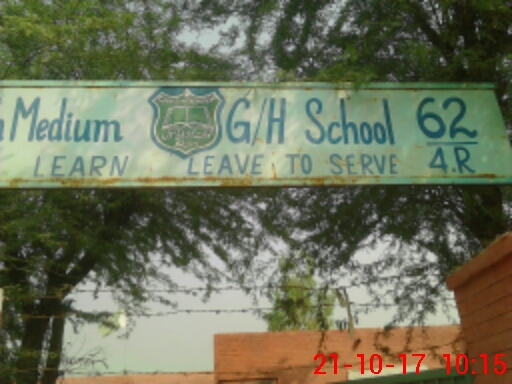 Medium G/H School 62/4.R
LEARN LEAVE TO SERVE
21-10-17 10:15